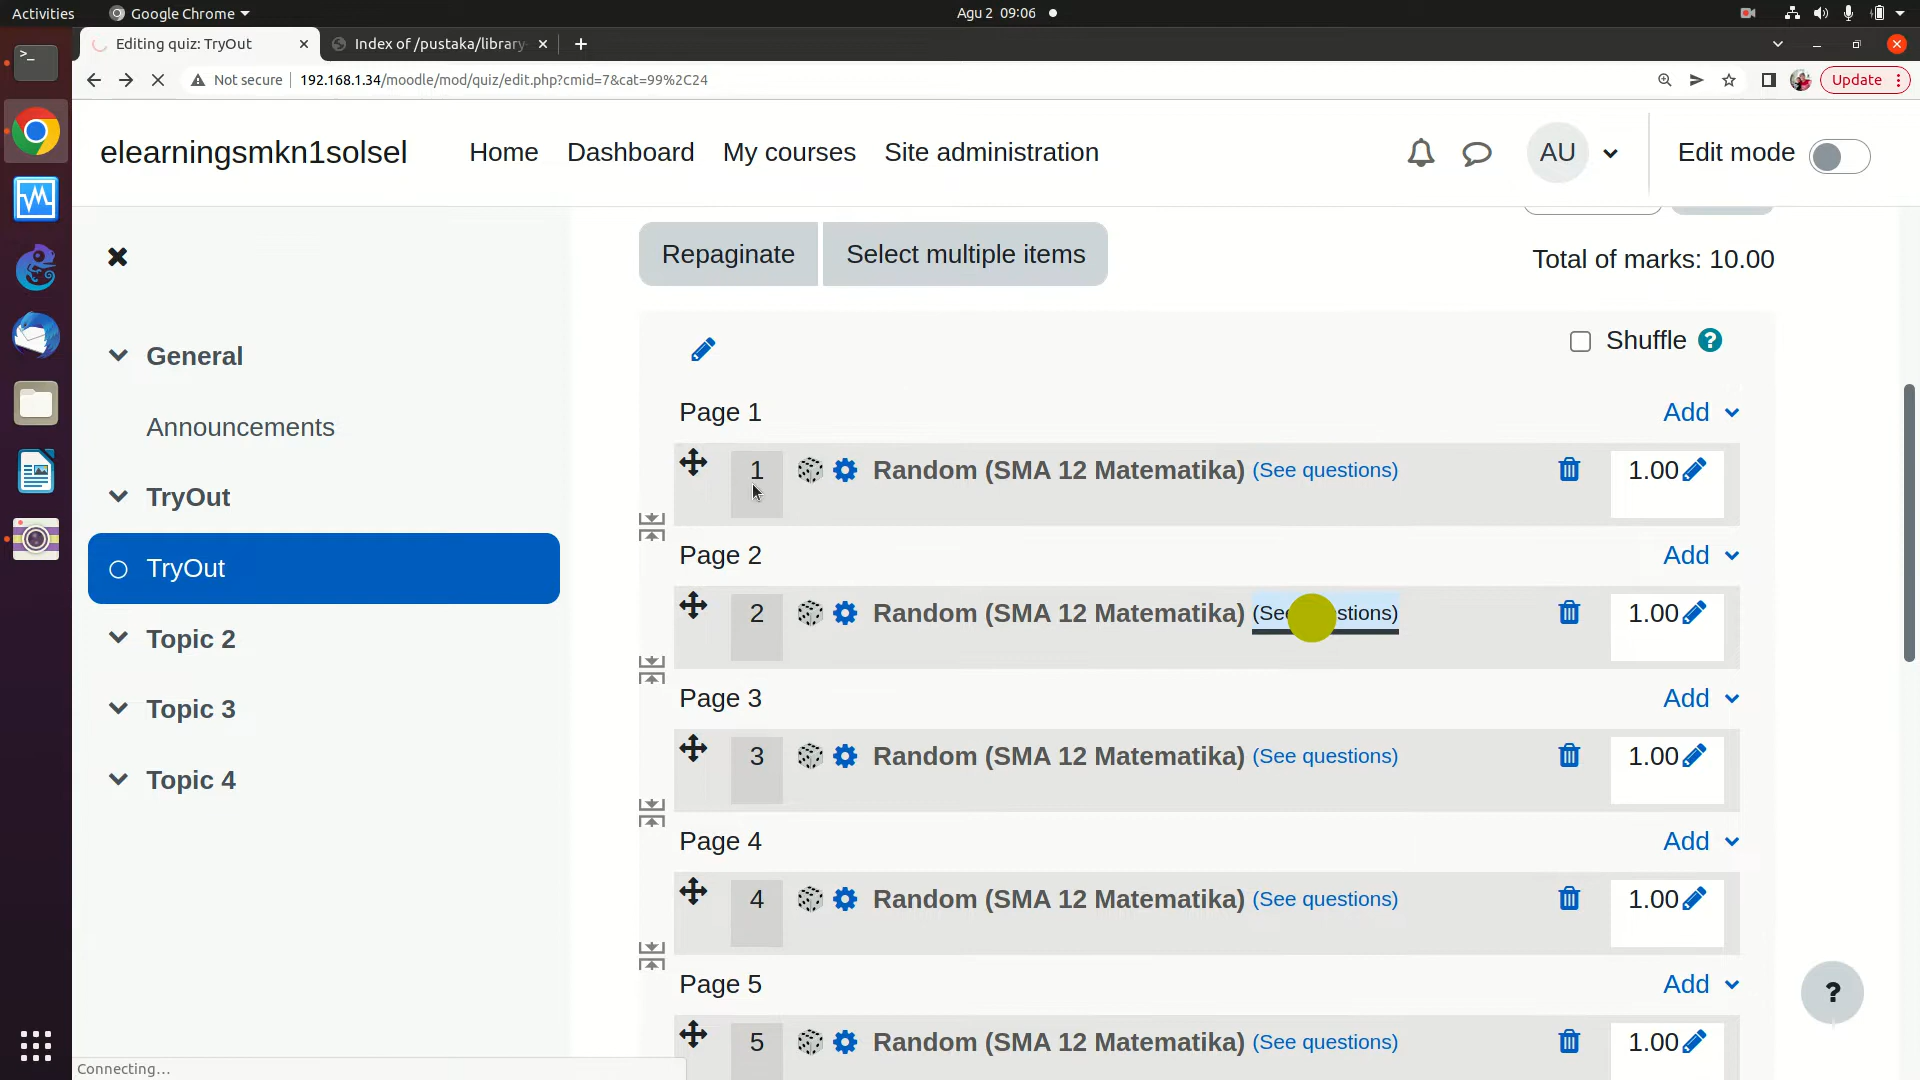 Activities
Google Chrome
Agu 2 09:06
Editing quiz: TryOut
Index of /pustaka/library
Not secure
192.168.1.34/moodle/mod/quiz/edit.php?cmid=7&cat=99%2C24
Update
elearningsmkn1solsel
Home
Dashboard
My courses
Site administration
AU
Edit mode
General
Announcements
TryOut
TryOut
Topic 2
Topic 3
Topic 4
Repaginate
Select multiple items
Total of marks: 10.00
Shuffle ?
Page 1
Add
1 Random (SMA 12 Matematika) (See questions) 1.00
Page 2
Add
2 Random (SMA 12 Matematika) (See questions) 1.00
Page 3
Add
3 Random (SMA 12 Matematika) (See questions) 1.00
Page 4
Add
4 Random (SMA 12 Matematika) (See questions) 1.00
Page 5
Add
5 Random (SMA 12 Matematika) (See questions) 1.00
?
Connecting...